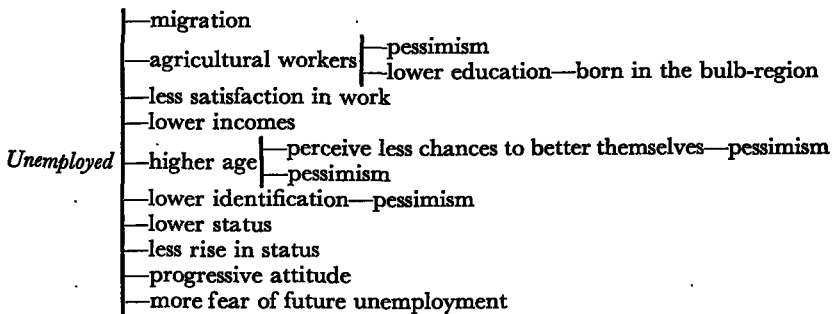 migration
agricultural workers—pessimism
—lower education—born in the bulb-region
—less satisfaction in work
—lower incomes
Unemployed—higher age—perceive less chances to better themselves—pessimism
—pessimism
—lower identification—pessimism
—lower status
—less rise in status
—progressive attitude
—more fear of future unemployment